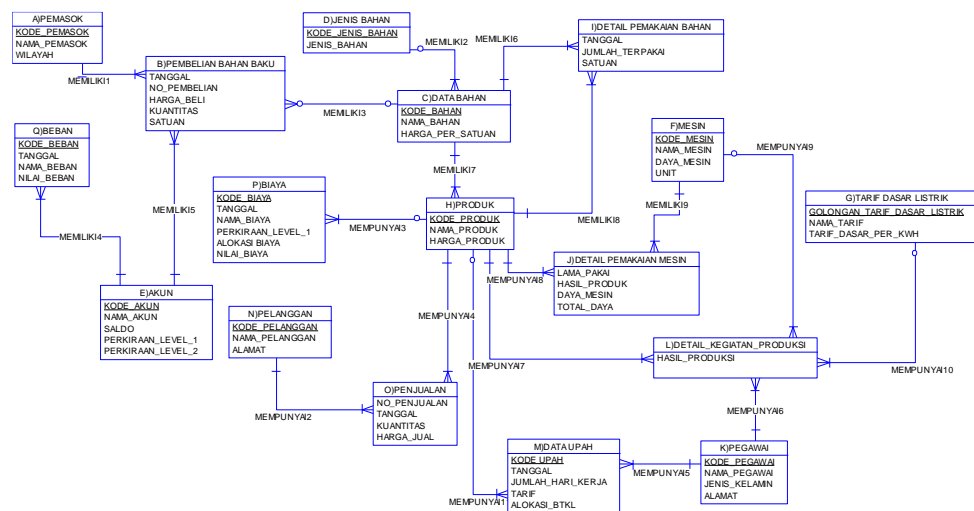 A)PEMASOK
KODE_PEMASOK
NAMA_PEMASOK
WILAYAH
MEMILIKI1
B)PEMBELIAN BAHAN BAKU
TANGGAL
NO_PEMBELIAN
HARGA_BELI
KUANTITAS
SATUAN
D)JENIS BAHAN
KODE_JENIS_BAHAN
JENIS_BAHAN
MEMILIKI2
MEMILIKI6
I)DETAIL PEMAKAIAN BAHAN
TANGGAL
JUMLAH_TERPAKAI
SATUAN
MEMILIKI3
C)DATA BAHAN
KODE_BAHAN
NAMA_BAHAN
HARGA_PER_SATUAN
MEMILIKI7
Q)BEBAN
KODE_BEBAN
TANGGAL
NAMA_BEBAN
NILAI_BEBAN
F)MESIN
KODE_MESIN
NAMA_MESIN
DAYA_MESIN
UNIT
MEMPUNYAI9
P)BIAYA
KODE_BIAYA
TANGGAL
NAMA_BIAYA
PERKIRAAN_LEVEL_1
ALOKASI BIAYA
NILAI_BIAYA
MEMPUNYAI3
H)PRODUK
KODE_PRODUK
NAMA_PRODUK
HARGA_PRODUK
MEMILIKI8
MEMILIKI9
G)TARIF DASAR LISTRIK
GOLONGAN_TARIF_DASAR_LISTRIK
NAMA_TARIF
TARIF_DASAR_PER_KWH
MEMILIKI5
MEMILIKI4
J)DETAIL PEMAKAIAN MESIN
LAMA_PAKAI
HASIL_PRODUK
DAYA_MESIN
TOTAL_DAYA
MEMPUNYAI8
E)AKUN
KODE_AKUN
NAMA_AKUN
SALDO
PERKIRAAN_LEVEL_1
PERKIRAAN_LEVEL_2
N)PELANGGAN
KODE_PELANGGAN
NAMA_PELANGGAN
ALAMAT
MEMPUNYAI4
L)DETAIL_KEGIATAN_PRODUKSI
HASIL_PRODUKSI
MEMPUNYAI7
MEMPUNYAI10
MEMPUNYAI2
O)PENJUALAN
NO_PENJUALAN
TANGGAL
KUANTITAS
HARGA_JUAL
MEMPUNYAI6
M)DATA UPAH
KODE UPAH
TANGGAL
JUMLAH_HARI_KERJA
TARIF
ALOKASI_BTKL
MEMPUNYAI1
MEMPUNYAI5
K)PEGAWAI
KODE_PEGAWAI
NAMA_PEGAWAI
JENIS_KELAMIN
ALAMAT